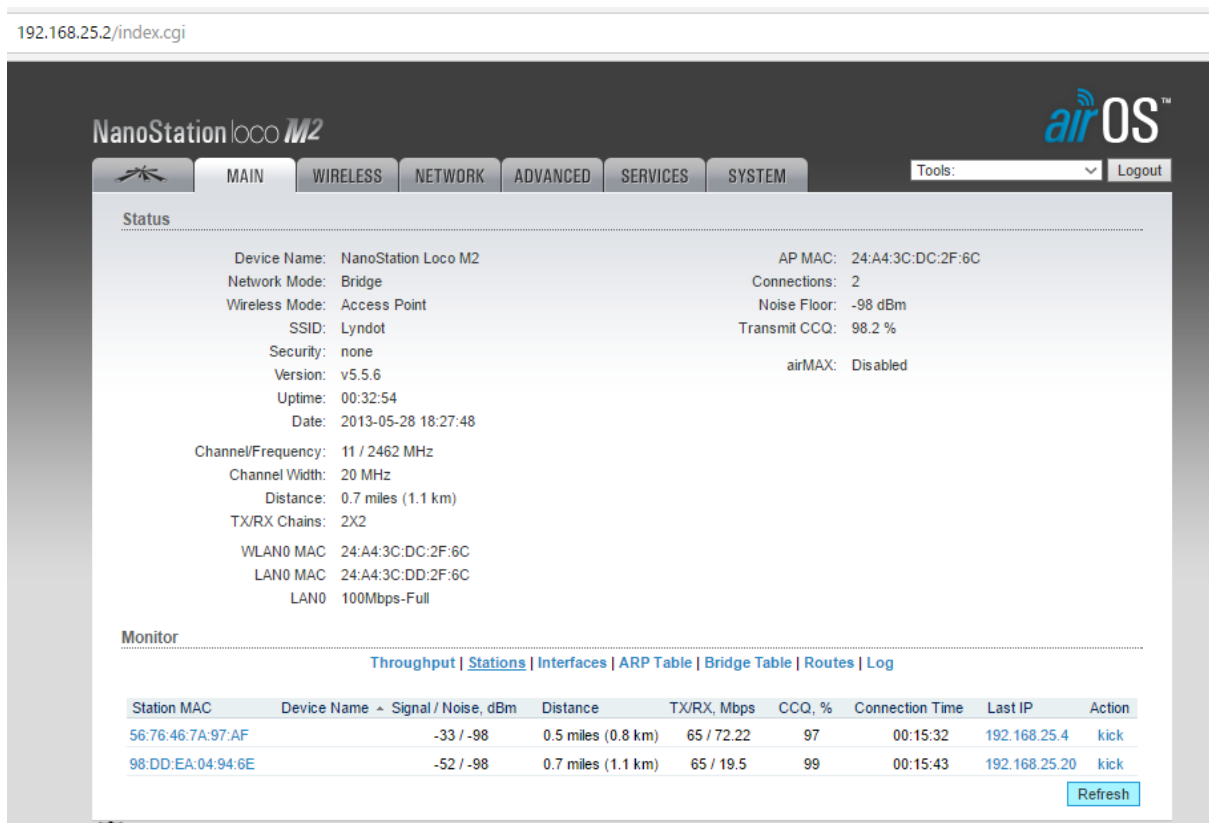 192.168.25.2/index.cgi
NanoStation loco M2
airOS™
MAIN WIRELESS NETWORK ADVANCED SERVICES SYSTEM Tools: Logout
Status
Device Name: NanoStation Loco M2 AP MAC: 24:A4:3C:DC:2F:6C
Network Mode: Bridge Connections: 2
Wireless Mode: Access Point Noise Floor: -98 dBm
SSID: Lyndot Transmit CCQ: 98.2 %
Security: none
airMAX: Disabled
Version: v5.5.6
Uptime: 00:32:54
Date: 2013-05-28 18:27:48
Channel/Frequency: 11 / 2462 MHz
Channel Width: 20 MHz
Distance: 0.7 miles (1.1 km)
TX/RX Chains: 2X2
WLAN0 MAC 24:A4:3C:DC:2F:6C
LAN0 MAC 24:A4:3C:DD:2F:6C
LAN0 100Mbps-Full
Monitor
Throughput | Stations | Interfaces | ARP Table | Bridge Table | Routes | Log
Station MAC Device Name Signal / Noise, dBm Distance TX/RX, Mbps CCQ, % Connection Time Last IP Action
56:76:46:7A:97:AF -33 / -98 0.5 miles (0.8 km) 65 / 72.22 97 00:15:32 192.168.25.4 kick
98:DD:EA:04:94:6E -52 / -98 0.7 miles (1.1 km) 65 / 19.5 99 00:15:43 192.168.25.20 kick
Refresh